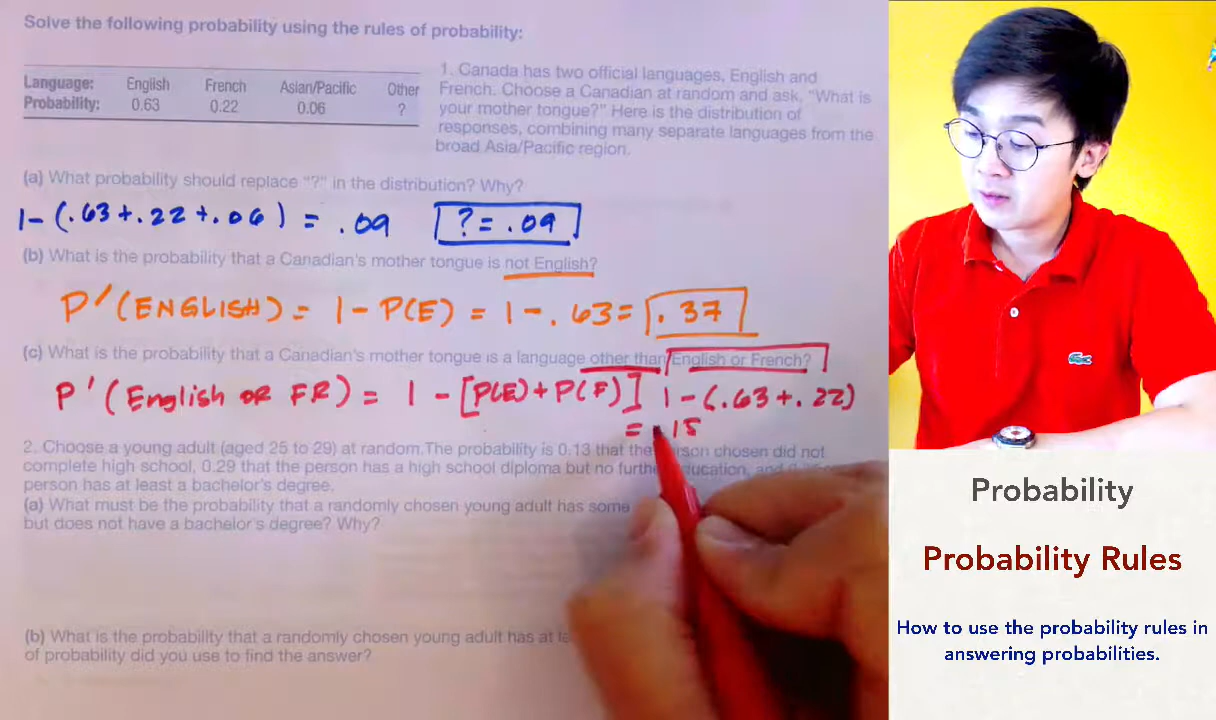 Solve the following probability using the rules of probability:
Language: English French Asian/Pacific Other
Probability: 0.63 0.22 0.06 ?
1. Canada has two official languages, English and
French. Choose a Canadian at random and ask, "What is
your mother tongue?" Here is the distribution of
responses, combining many separate languages from the
broad Asia/Pacific region.
(a) What probability should replace "?" in the distribution? Why?
1-(.63+.22+.06) = .09 ?=.09
(b) What is the probability that a Canadian's mother tongue is not English?
P'(ENGLISH) = 1 - P(E) = 1 - .63 = .37
(c) What is the probability that a Canadian's mother tongue is a language other than English or French?
P'(English OR FR) = 1 - [P(E)+P(F)] 1-(.63+.22)
= .15
2. Choose a young adult (aged 25 to 29) at random.The probability is 0.13 that the person chosen did not
complete high school, 0.29 that the person has a high school diploma but no further education, and
person has at least a bachelor's degree.
(a) What must be the probability that a randomly chosen young adult has some
but does not have a bachelor's degree? Why?
(b) What is the probability that a randomly chosen young adult has at
of probability did you use to find the answer?
Probability
Probability Rules
How to use the probability rules in
answering probabilities.